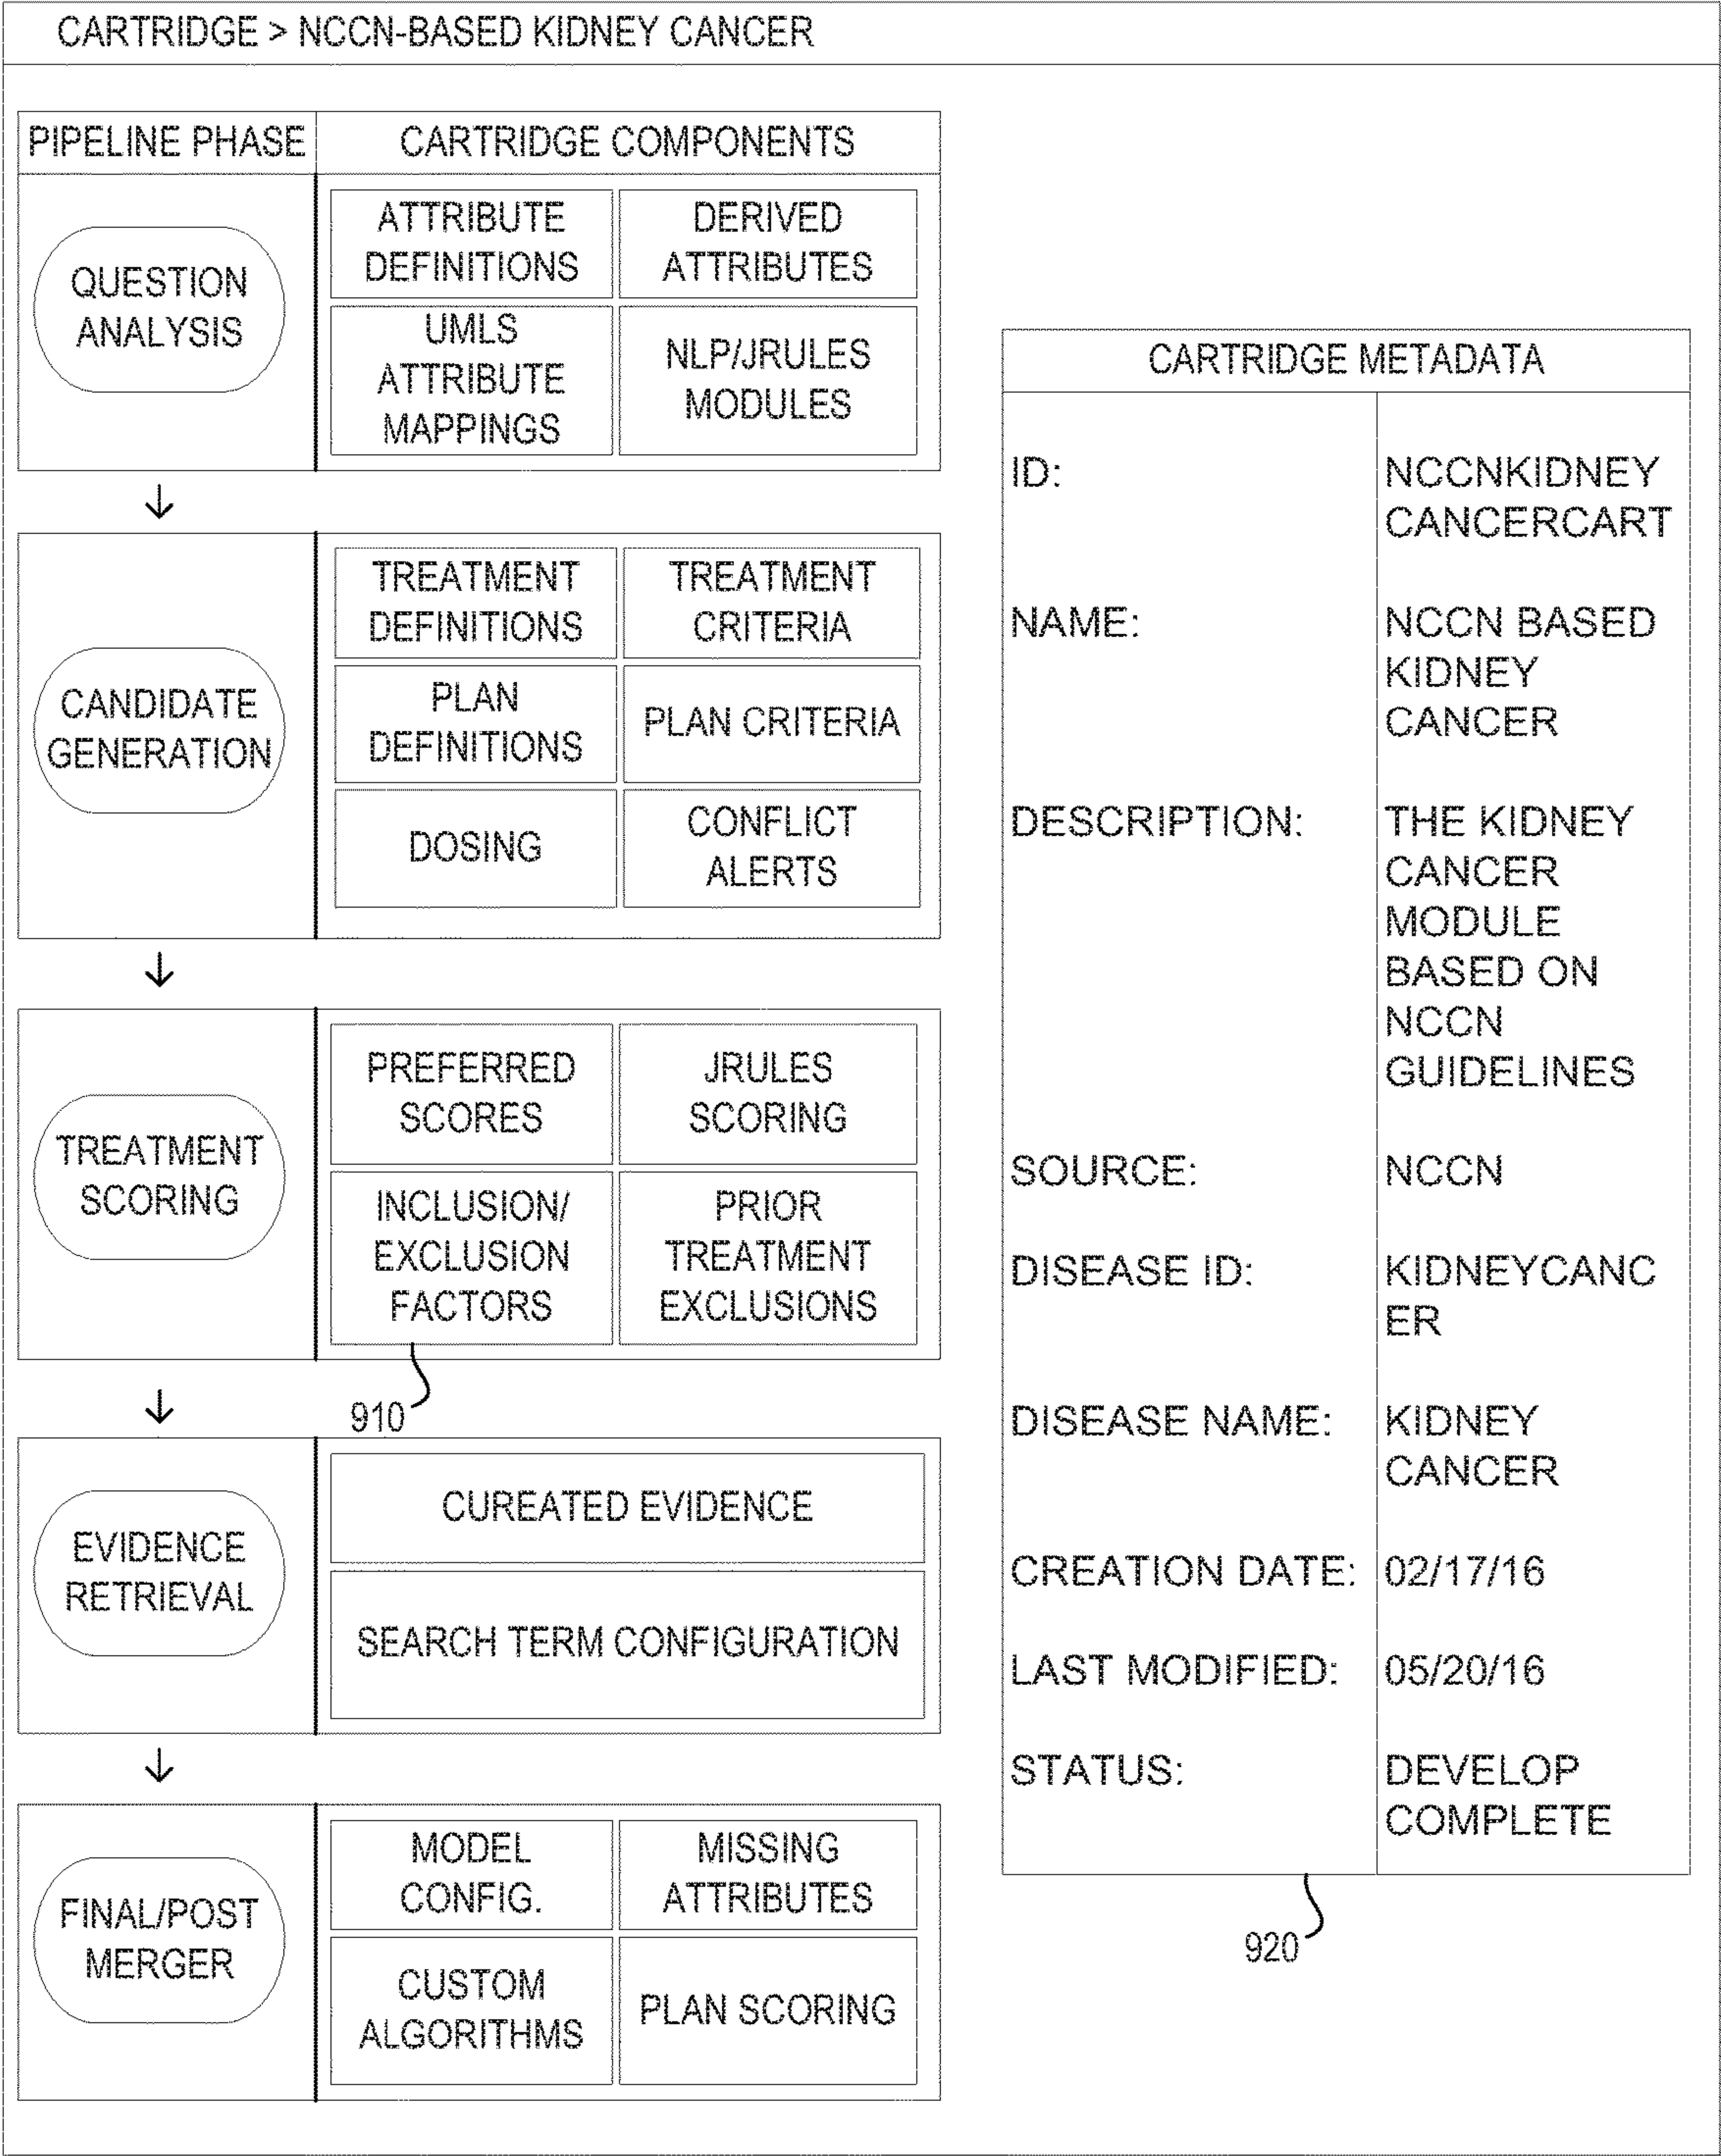 CARTRIDGE > NCCN-BASED KIDNEY CANCER
PIPELINE PHASE
CARTRIDGE COMPONENTS
QUESTION
ANALYSIS
ATTRIBUTE
DEFINITIONS
DERIVED
ATTRIBUTES
UMLS
ATTRIBUTE
MAPPINGS
NLP/JRULES
MODULES
CANDIDATE
GENERATION
TREATMENT
DEFINITIONS
TREATMENT
CRITERIA
PLAN
DEFINITIONS
PLAN CRITERIA
DOSING
CONFLICT
ALERTS
TREATMENT
SCORING
PREFERRED
SCORES
JRULES
SCORING
INCLUSION/
EXCLUSION
FACTORS
PRIOR
TREATMENT
EXCLUSIONS
910
EVIDENCE
RETRIEVAL
CUREATED EVIDENCE
SEARCH TERM CONFIGURATION
FINAL/POST
MERGER
MODEL
CONFIG.
MISSING
ATTRIBUTES
CUSTOM
ALGORITHMS
PLAN SCORING
CARTRIDGE METADATA
ID:
NCCNKIDNEY
CANCERCART
NAME:
NCCN BASED
KIDNEY
CANCER
DESCRIPTION:
THE KIDNEY
CANCER
MODULE
BASED ON
NCCN
GUIDELINES
SOURCE:
NCCN
DISEASE ID:
KIDNEYCANC
ER
DISEASE NAME:
KIDNEY
CANCER
CREATION DATE:
02/17/16
LAST MODIFIED:
05/20/16
STATUS:
DEVELOP
COMPLETE
920